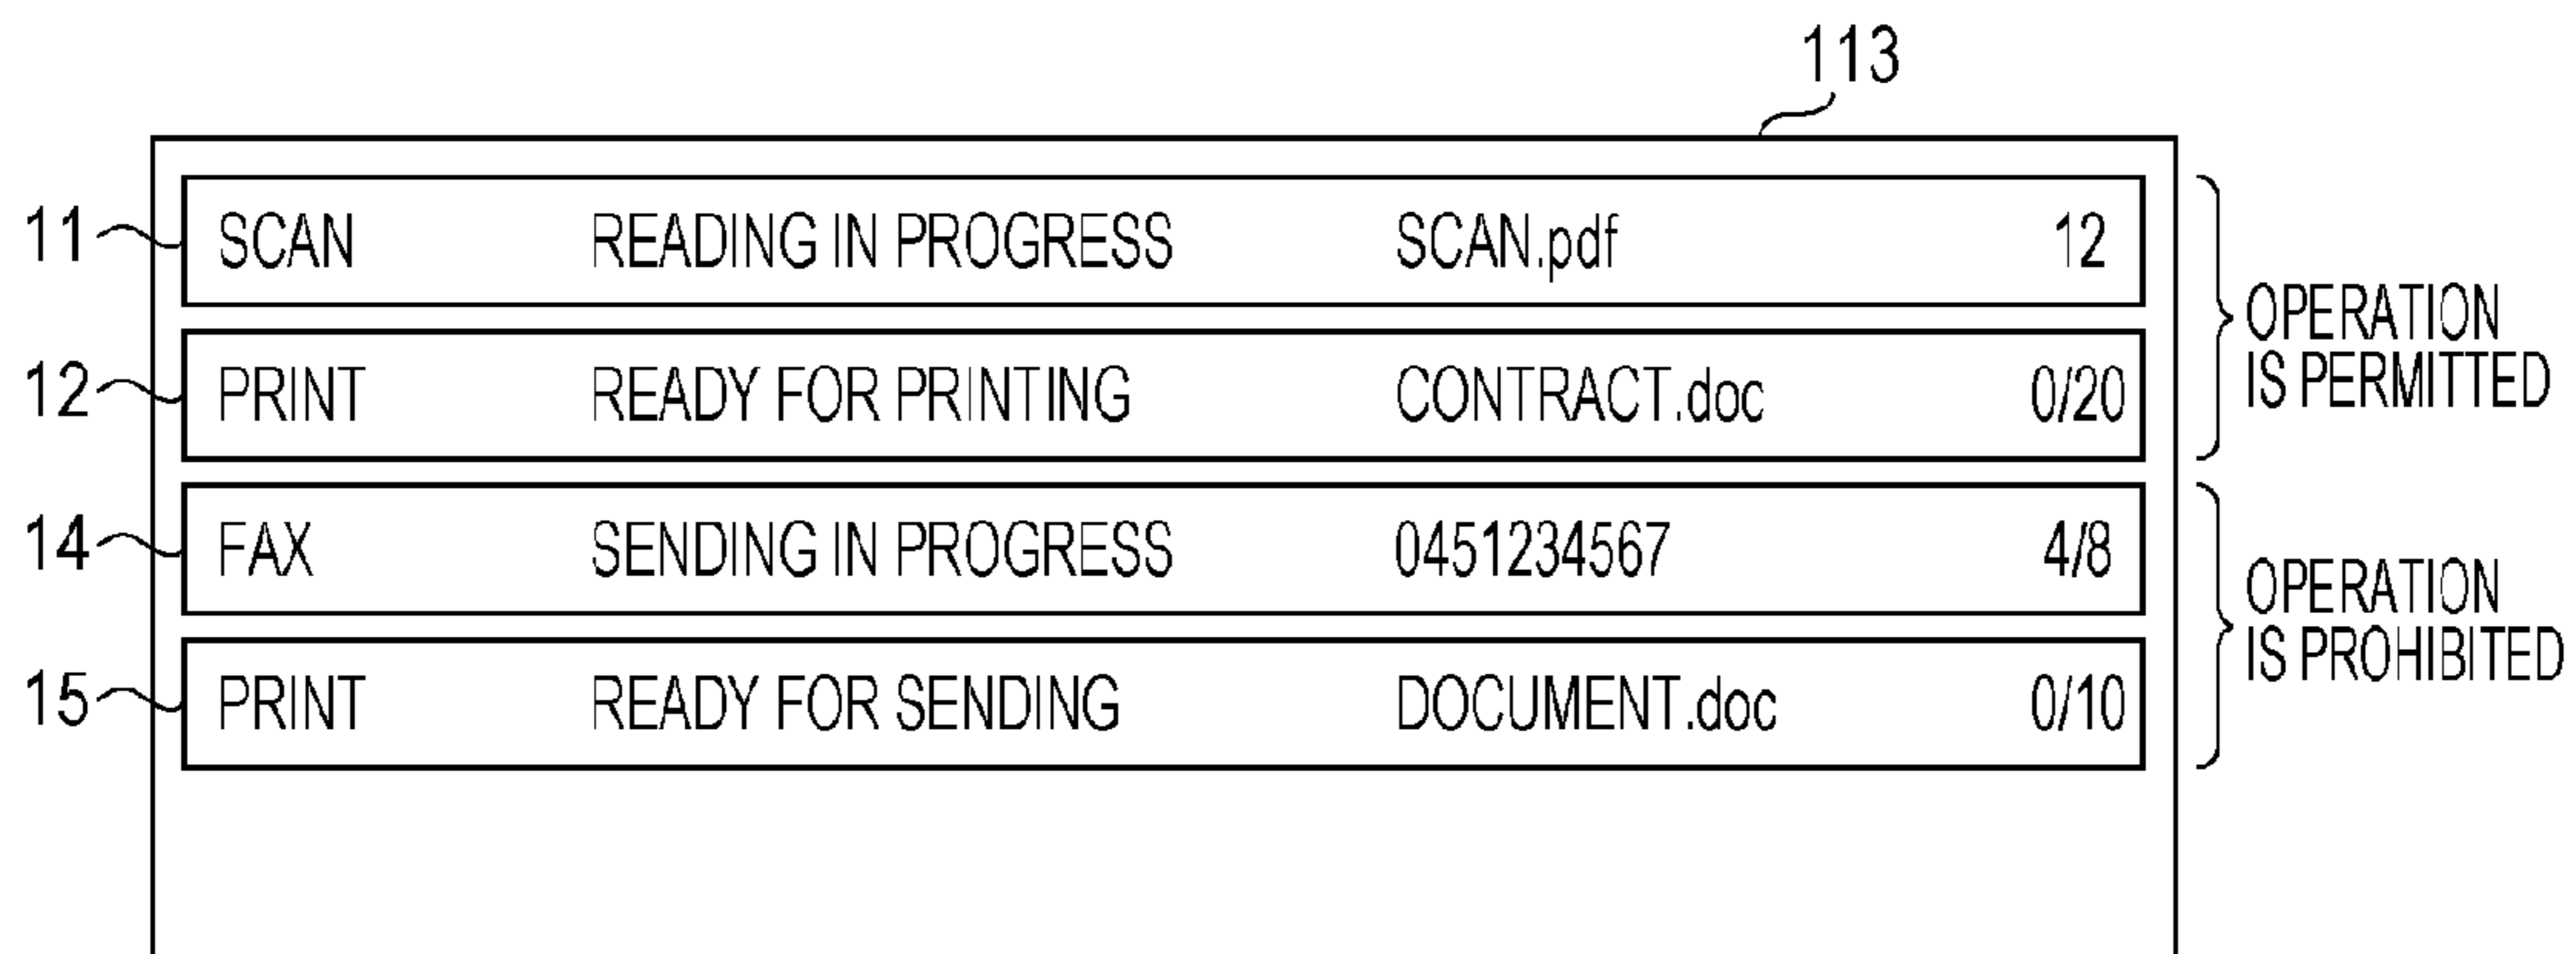 113
11 SCAN READING IN PROGRESS SCAN.pdf 12
12 PRINT READY FOR PRINTING CONTRACT.doc 0/20
OPERATION
IS PERMITTED
14 FAX SENDING IN PROGRESS 0451234567 4/8
15 PRINT READY FOR SENDING DOCUMENT.doc 0/10
OPERATION
IS PROHIBITED